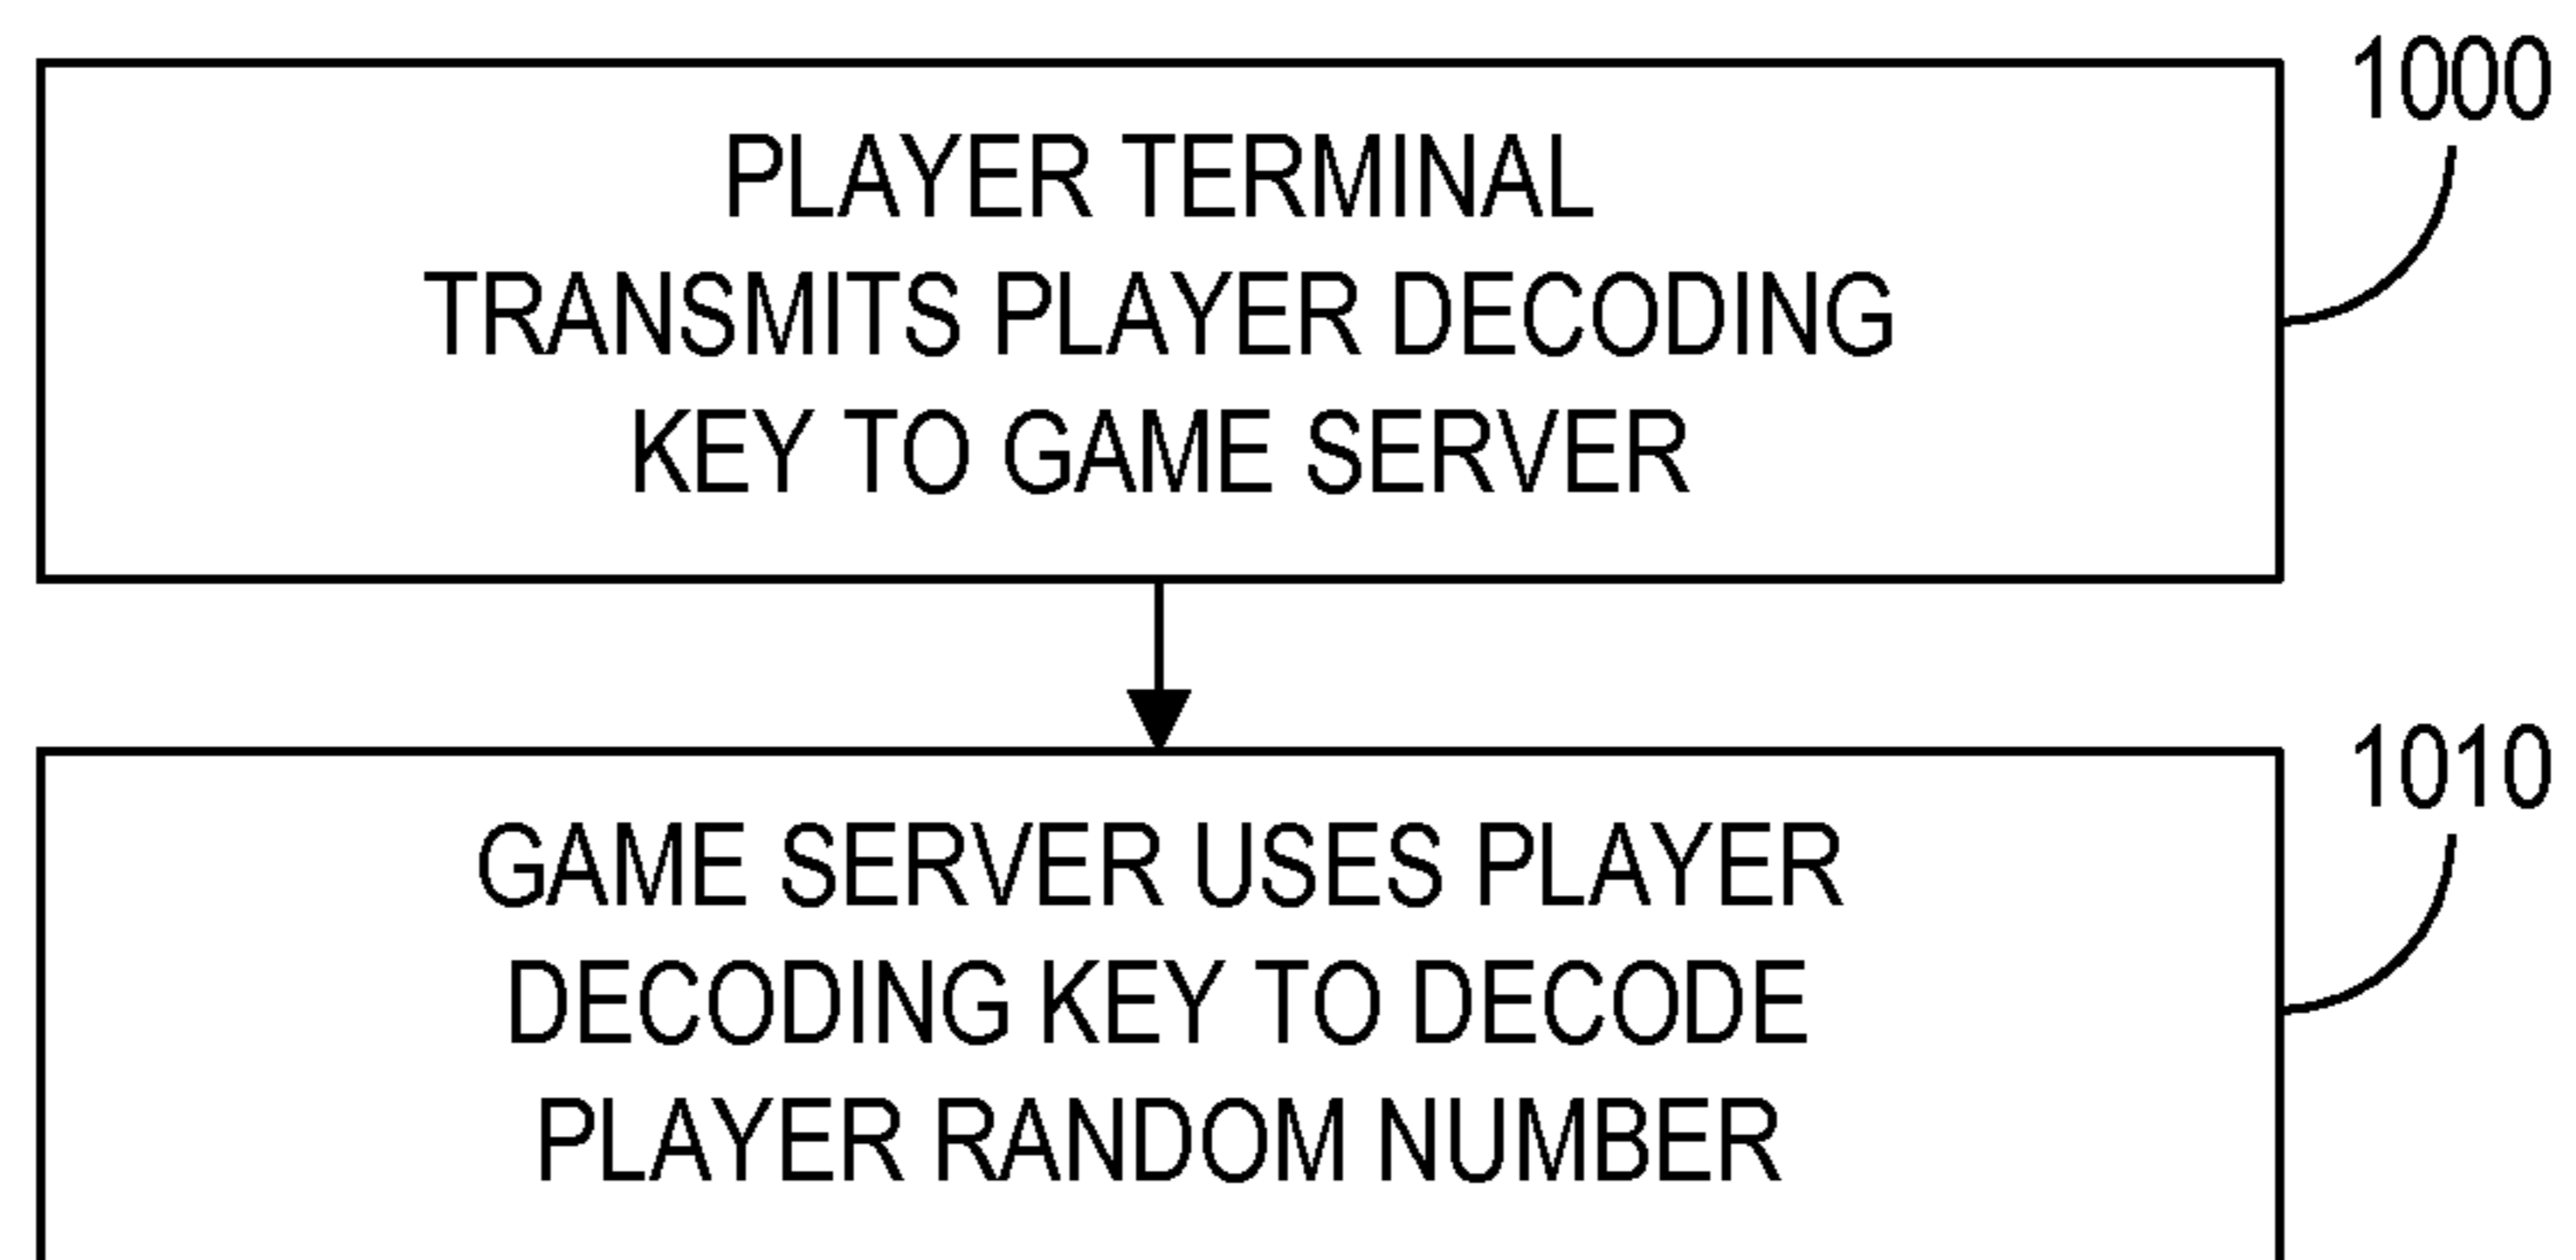 1000
PLAYER TERMINAL
TRANSMITS PLAYER DECODING
KEY TO GAME SERVER
1010
GAME SERVER USES PLAYER
DECODING KEY TO DECODE
PLAYER RANDOM NUMBER